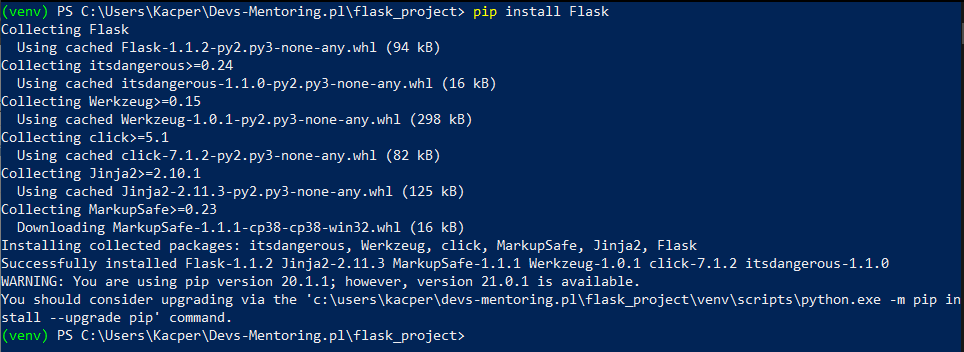 (venv) PS C:\Users\Kacper\Devs-Mentoring.pl\flask_project> pip install Flask
Collecting Flask
  Using cached Flask-1.1.2-py2.py3-none-any.whl (94 kB)
Collecting itsdangerous>=0.24
  Using cached itsdangerous-1.1.0-py2.py3-none-any.whl (16 kB)
Collecting Werkzeug>=0.15
  Using cached Werkzeug-1.0.1-py2.py3-none-any.whl (298 kB)
Collecting click>=5.1
  Using cached click-7.1.2-py2.py3-none-any.whl (82 kB)
Collecting Jinja2>=2.10.1
  Using cached Jinja2-2.11.3-py2.py3-none-any.whl (125 kB)
Collecting MarkupSafe>=0.23
  Downloading MarkupSafe-1.1.1-cp38-cp38-win32.whl (16 kB)
Installing collected packages: itsdangerous, Werkzeug, click, MarkupSafe, Jinja2, Flask
Successfully installed Flask-1.1.2 Jinja2-2.11.3 MarkupSafe-1.1.1 Werkzeug-1.0.1 click-7.1.2 itsdangerous-1.1.0
WARNING: You are using pip version 20.1.1; however, version 21.0.1 is available.
You should consider upgrading via the 'c:\users\kacper\devs-mentoring.pl\flask_project\venv\scripts\python.exe -m pip in
stall --upgrade pip' command.
(venv) PS C:\Users\Kacper\Devs-Mentoring.pl\flask_project>